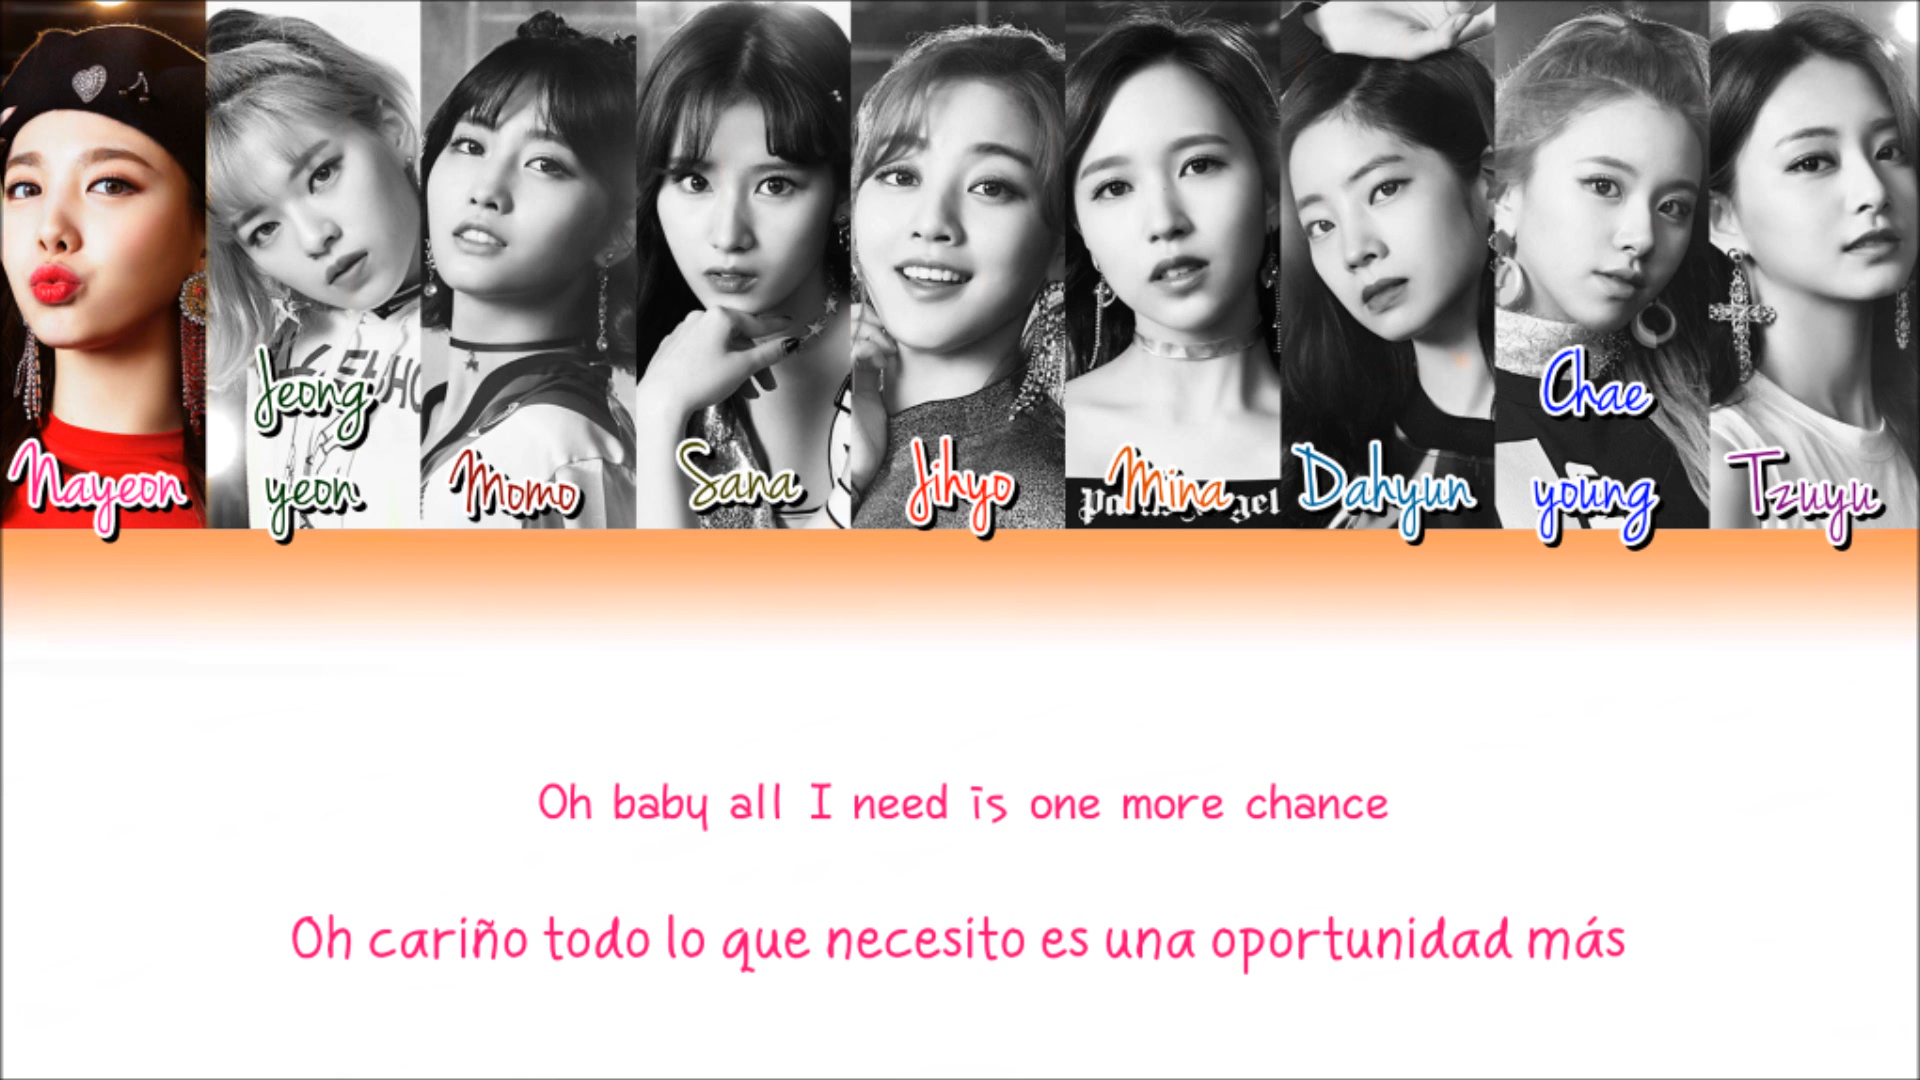 Nayeon
Jeong
yeon
Momo
Sana
Jihyo
Mina
Dahyun
Chae
young
Tzuyu
Oh baby all I need is one more chance
Oh cariño todo lo que necesito es una oportunidad más